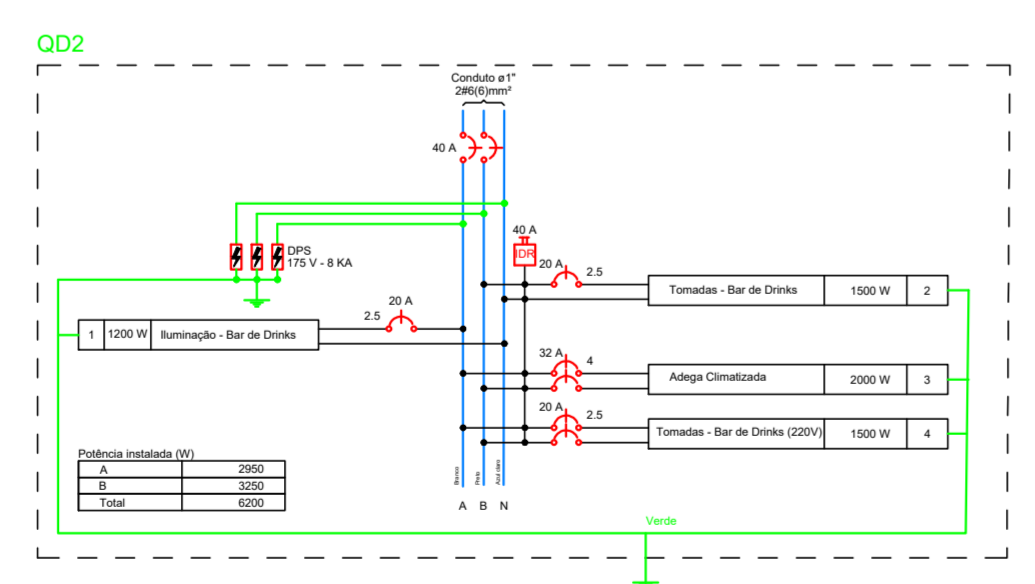 QD2
Conduto ø1"
2#6(6)mm²
40 A
40 A
IDR
DPS
175 V - 8 KA
20 A
2.5
Tomadas - Bar de Drinks 1500 W 2
20 A
2.5
1 1200 W Iluminação - Bar de Drinks
32 A
4
Adega Climatizada 2000 W 3
20 A
2.5
Tomadas - Bar de Drinks (220V) 1500 W 4
Potência instalada (W)
A 2950
B 3250
Total 6200
Branco
Preto
Azul claro
A B N
Verde